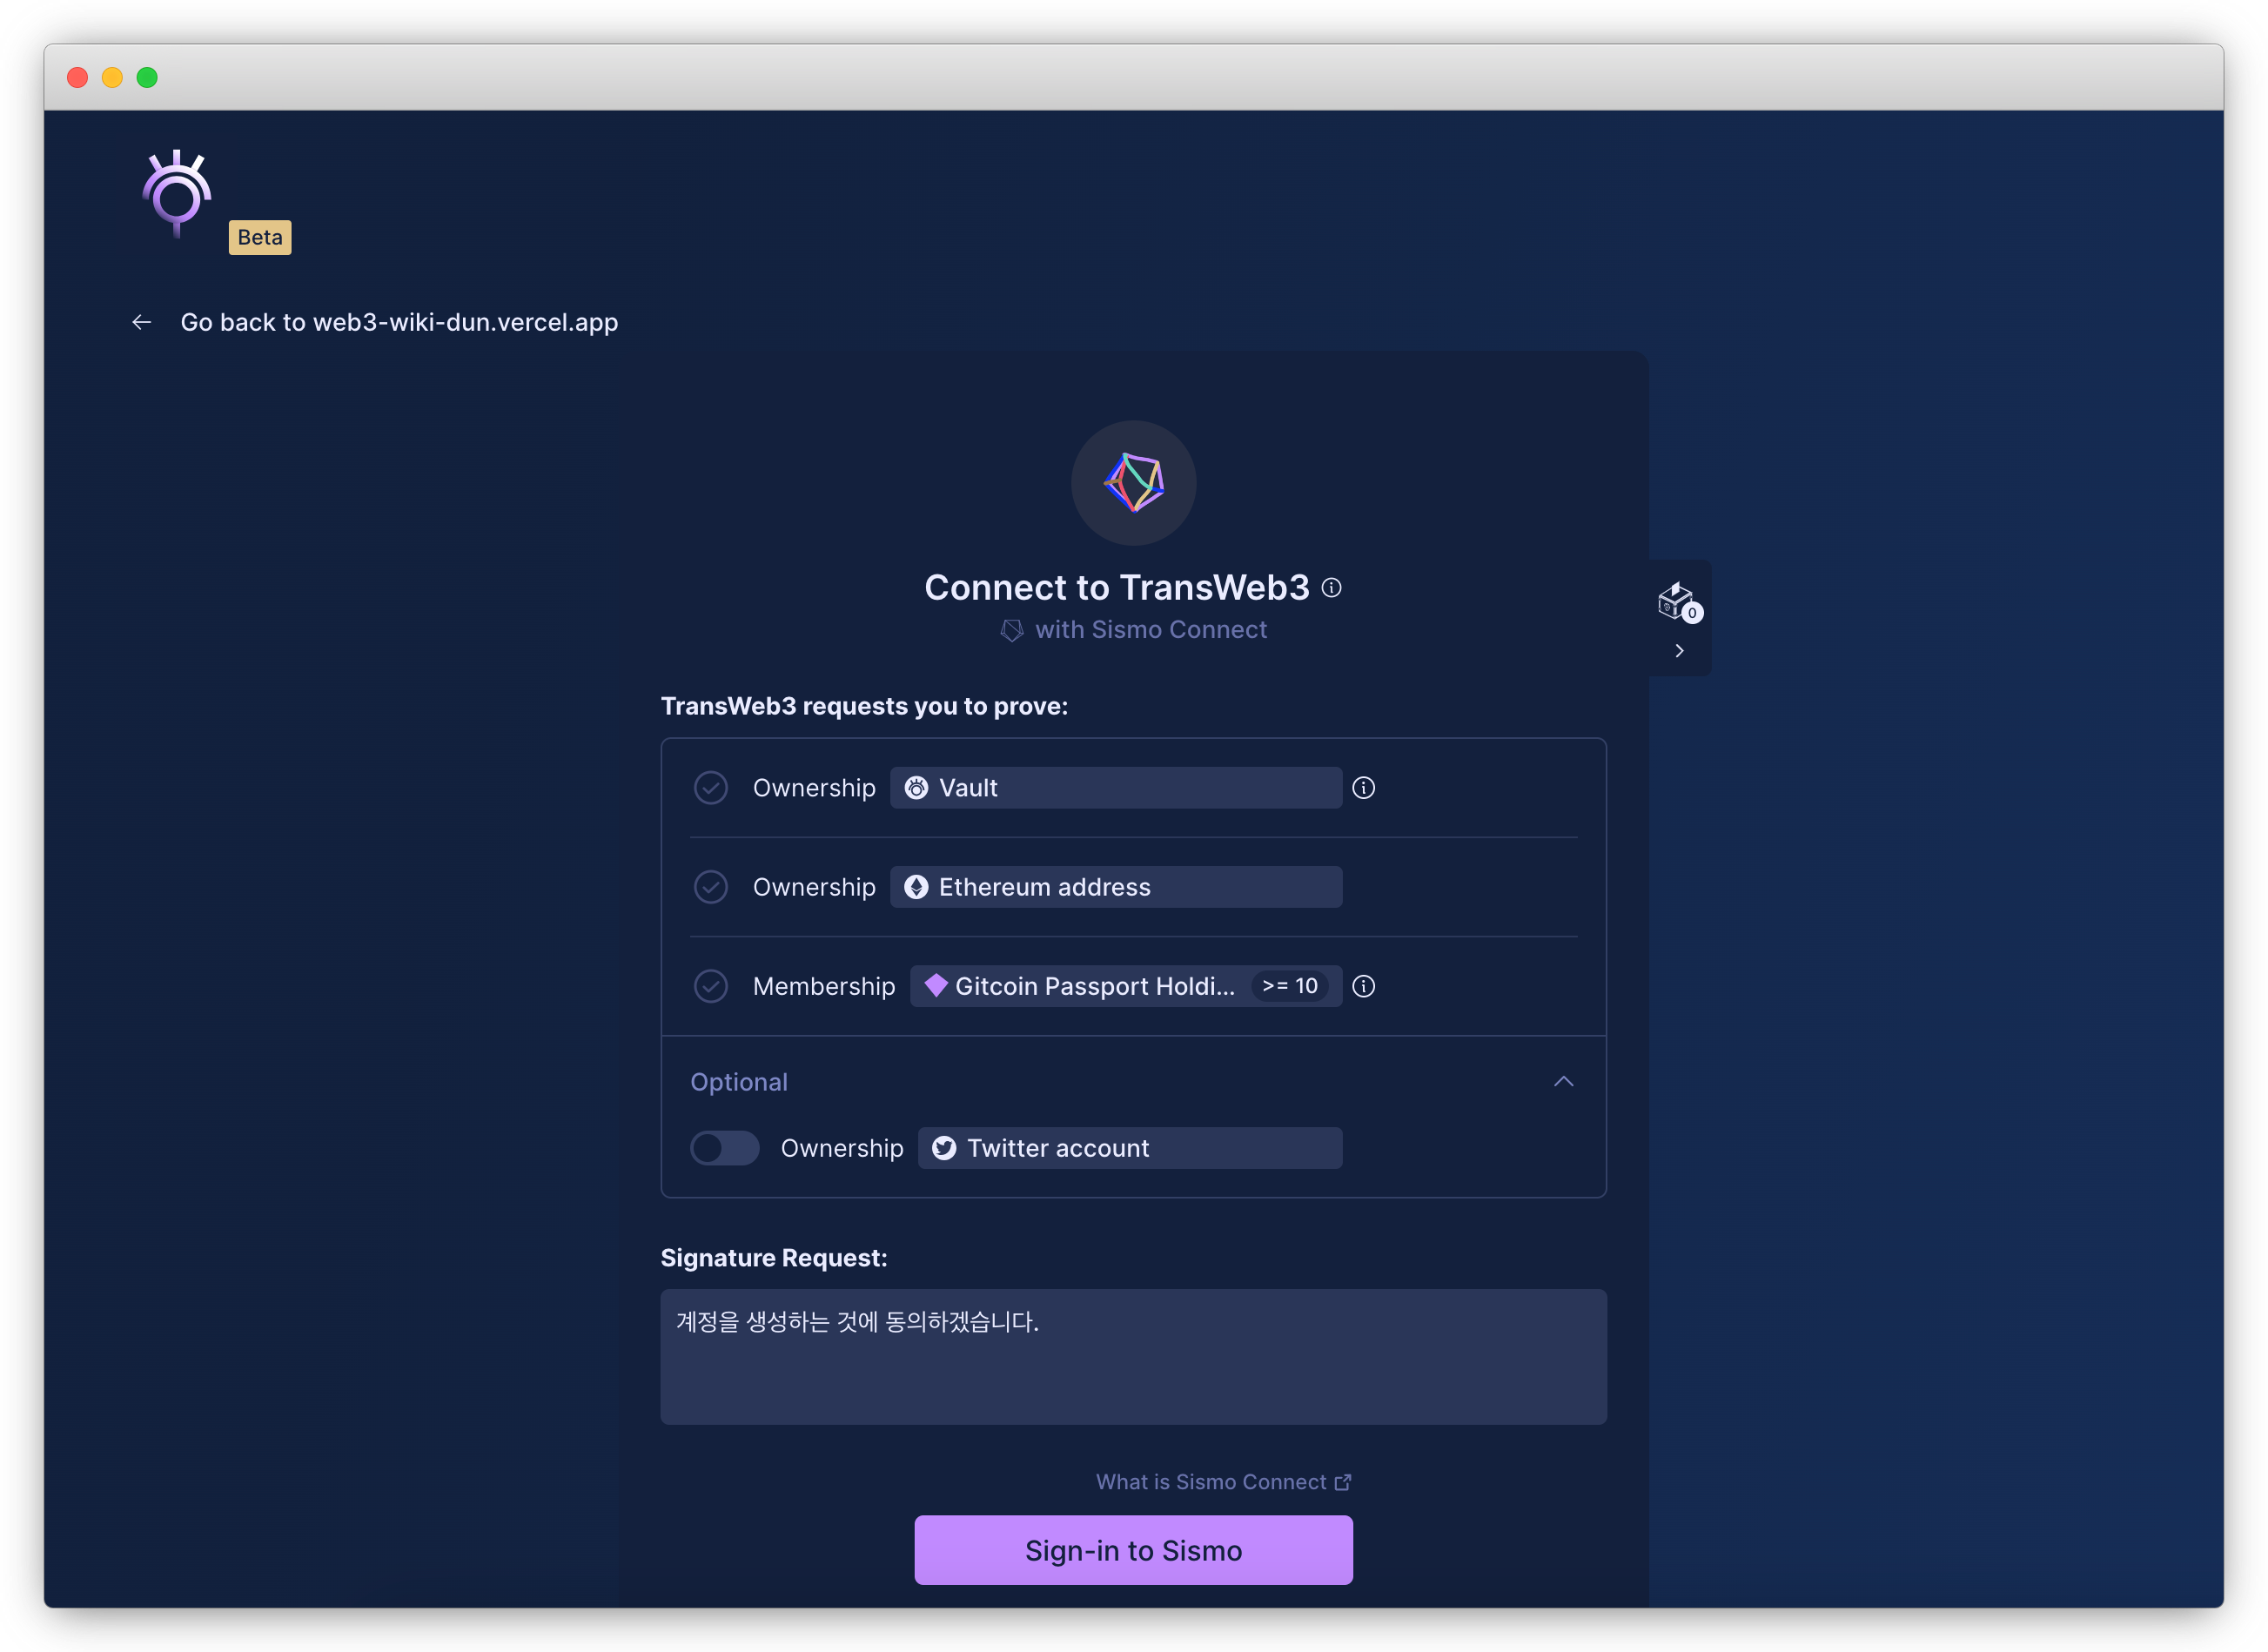 Beta
Go back to web3-wiki-dun.vercel.app
Connect to TransWeb3
with Sismo Connect
0
TransWeb3 requests you to prove:
Ownership Vault
Ownership Ethereum address
Membership Gitcoin Passport Holdi... >= 10
Optional
Ownership Twitter account
Signature Request:
계정을 생성하는 것에 동의하겠습니다.
What is Sismo Connect
Sign-in to Sismo